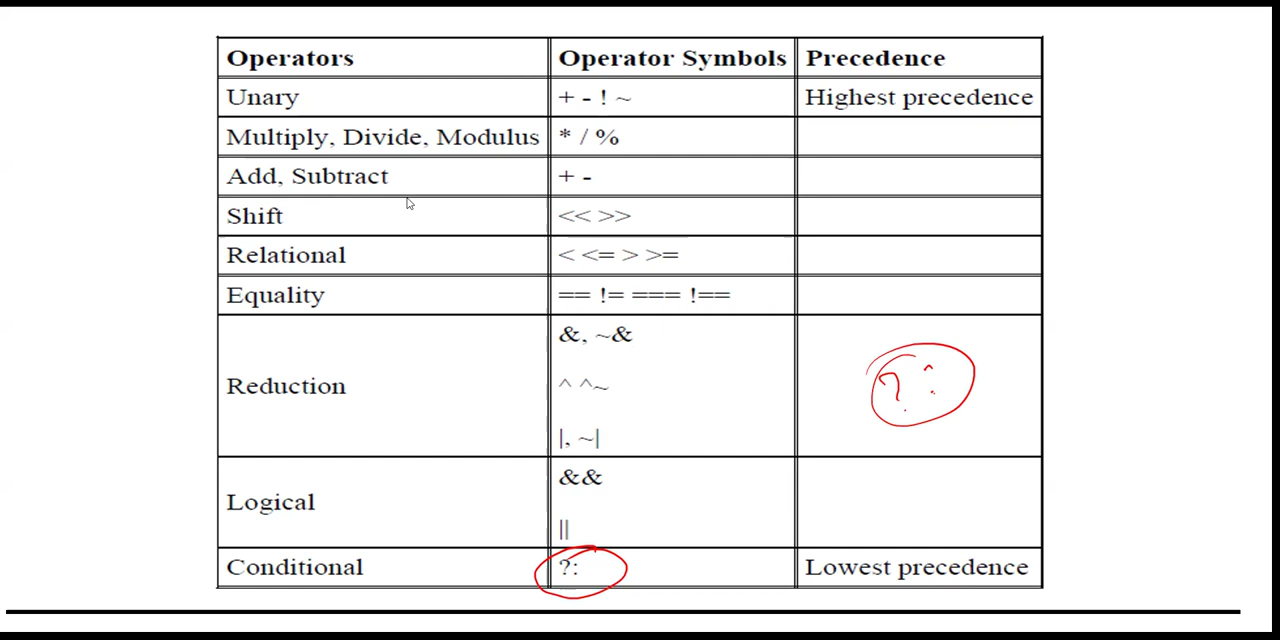 Operators Operator Symbols Precedence
Unary + - ! ~ Highest precedence
Multiply, Divide, Modulus * / %
Add, Subtract + -
Shift << >>
Relational < <= > >=
Equality == != === !==
&, ~&
Reduction ^ ^~ ? :
|, ~|
&&
Logical
||
Conditional ?: Lowest precedence